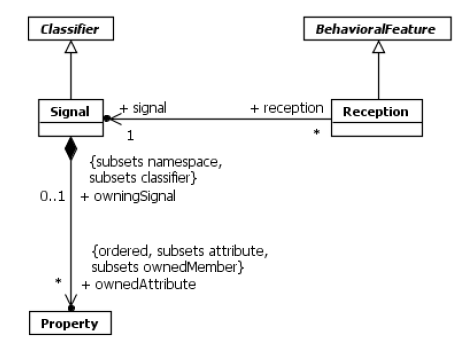 Classifier
BehavioralFeature
Signal
+ signal
+ reception
Reception
1
*
{subsets namespace,
subsets classifier}
0..1
+ owningSignal
{ordered, subsets attribute,
subsets ownedMember}
*
+ ownedAttribute
Property